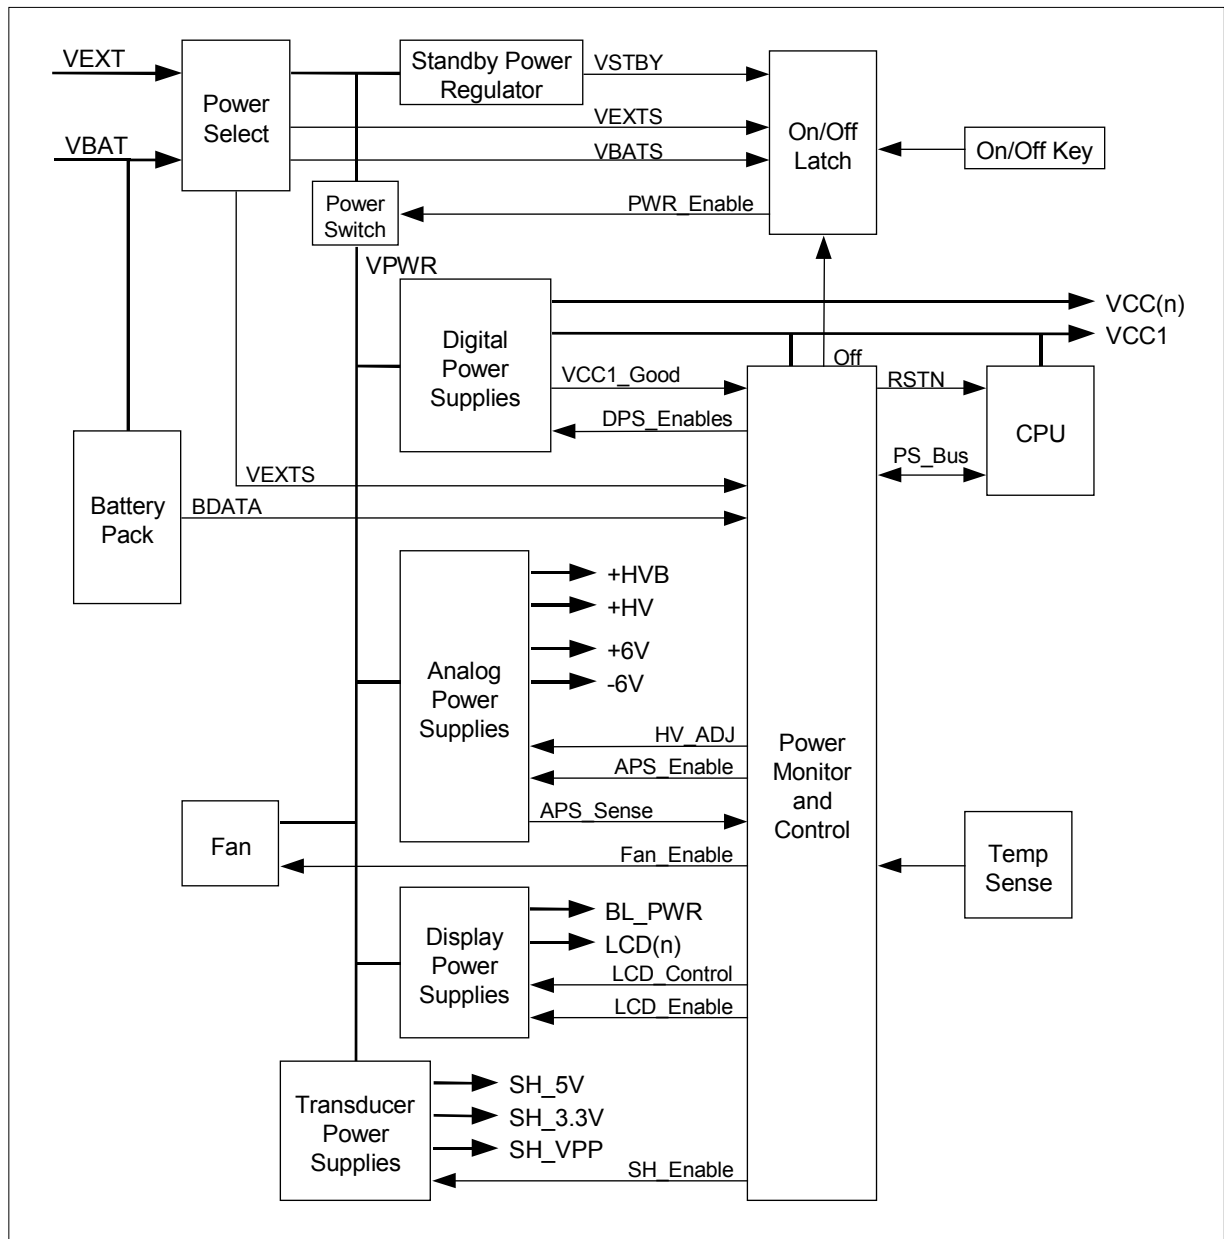 VEXT
VBAT
Power
Select
Standby Power
Regulator
VSTBY
VEXTS
VBATS
On/Off
Latch
On/Off Key
Power
Switch
PWR_Enable
VPWR
Digital
Power
Supplies
VCC(n)
VCC1
Off
VCC1_Good
DPS_Enables
RSTN
PS_Bus
CPU
Battery
Pack
VEXTS
BDATA
Analog
Power
Supplies
+HVB
+HV
+6V
-6V
HV_ADJ
APS_Enable
APS_Sense
Power
Monitor
and
Control
Fan
Fan_Enable
Temp
Sense
Display
Power
Supplies
BL_PWR
LCD(n)
LCD_Control
LCD_Enable
Transducer
Power
Supplies
SH_5V
SH_3.3V
SH_VPP
SH_Enable